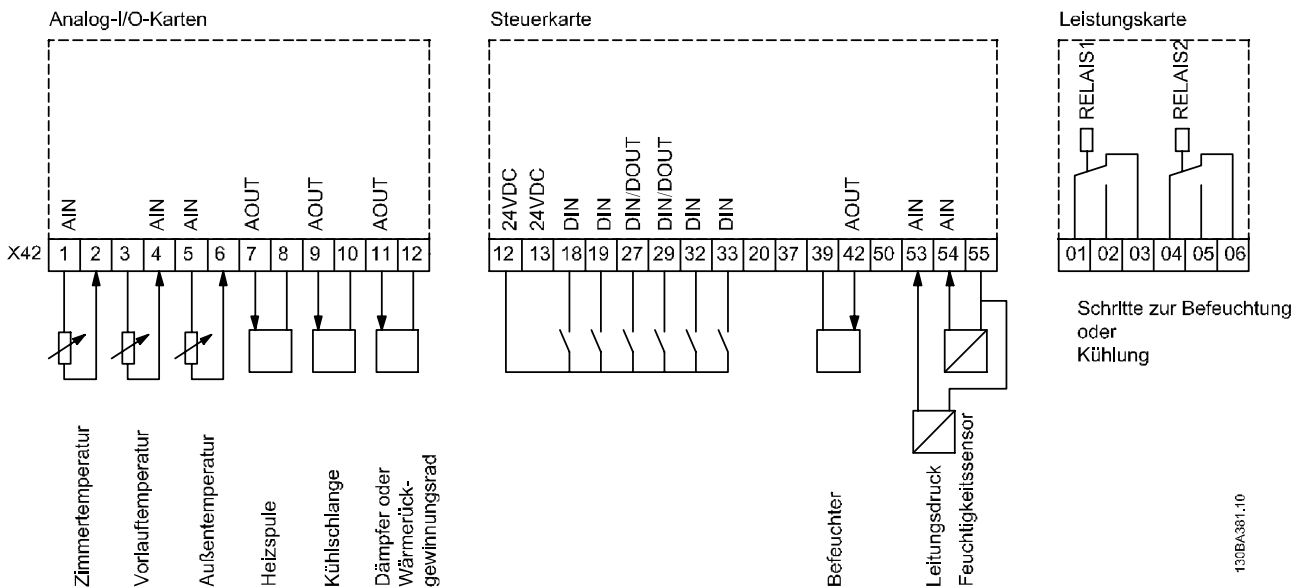 Analog-I/O-Karten
Steuerkarte
Leistungskarte
AIN
AIN
AIN
AOUT
AOUT
AOUT
24VDC
24VDC
DIN
DIN
DIN/DOUT
DIN/DOUT
DIN
DIN
AOUT
AIN
AIN
RELAIS1
RELAIS2
X42
1 2 3 4 5 6 7 8 9 10 11 12
12 13 18 19 27 29 32 33 20 37 39 42 50 53 54 55
01 02 03 04 05 06
Schritte zur Befeuchtung
oder
Kühlung
Zimmertemperatur
Vorlauftemperatur
Außentemperatur
Heizspule
Kühlschlange
Dämpfer oder
Wärmerück-
gewinnungsrad
Befeuchter
Leitungsdruck
Feuchtigkeitssensor
130BA381.10